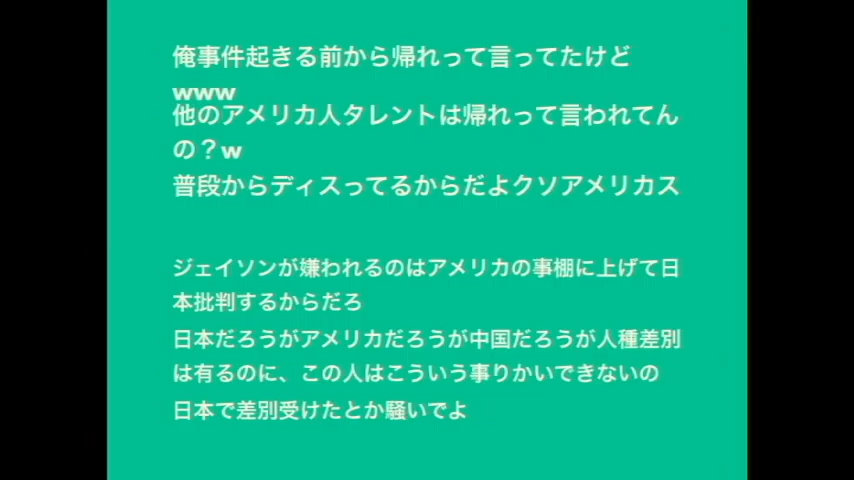 俺事件起きる前から帰れって言ってたけど
www
他のアメリカ人タレントは帰れって言われてん
の？w
普段からディスってるからだよクソアメリカス
ジェイソンが嫌われるのはアメリカの事棚に上げて日
本批判するからだろ
日本だろうがアメリカだろうが中国だろうが人種差別
は有るのに、この人はこういう事りかいできないの
日本で差別受けたとか騒いでよ